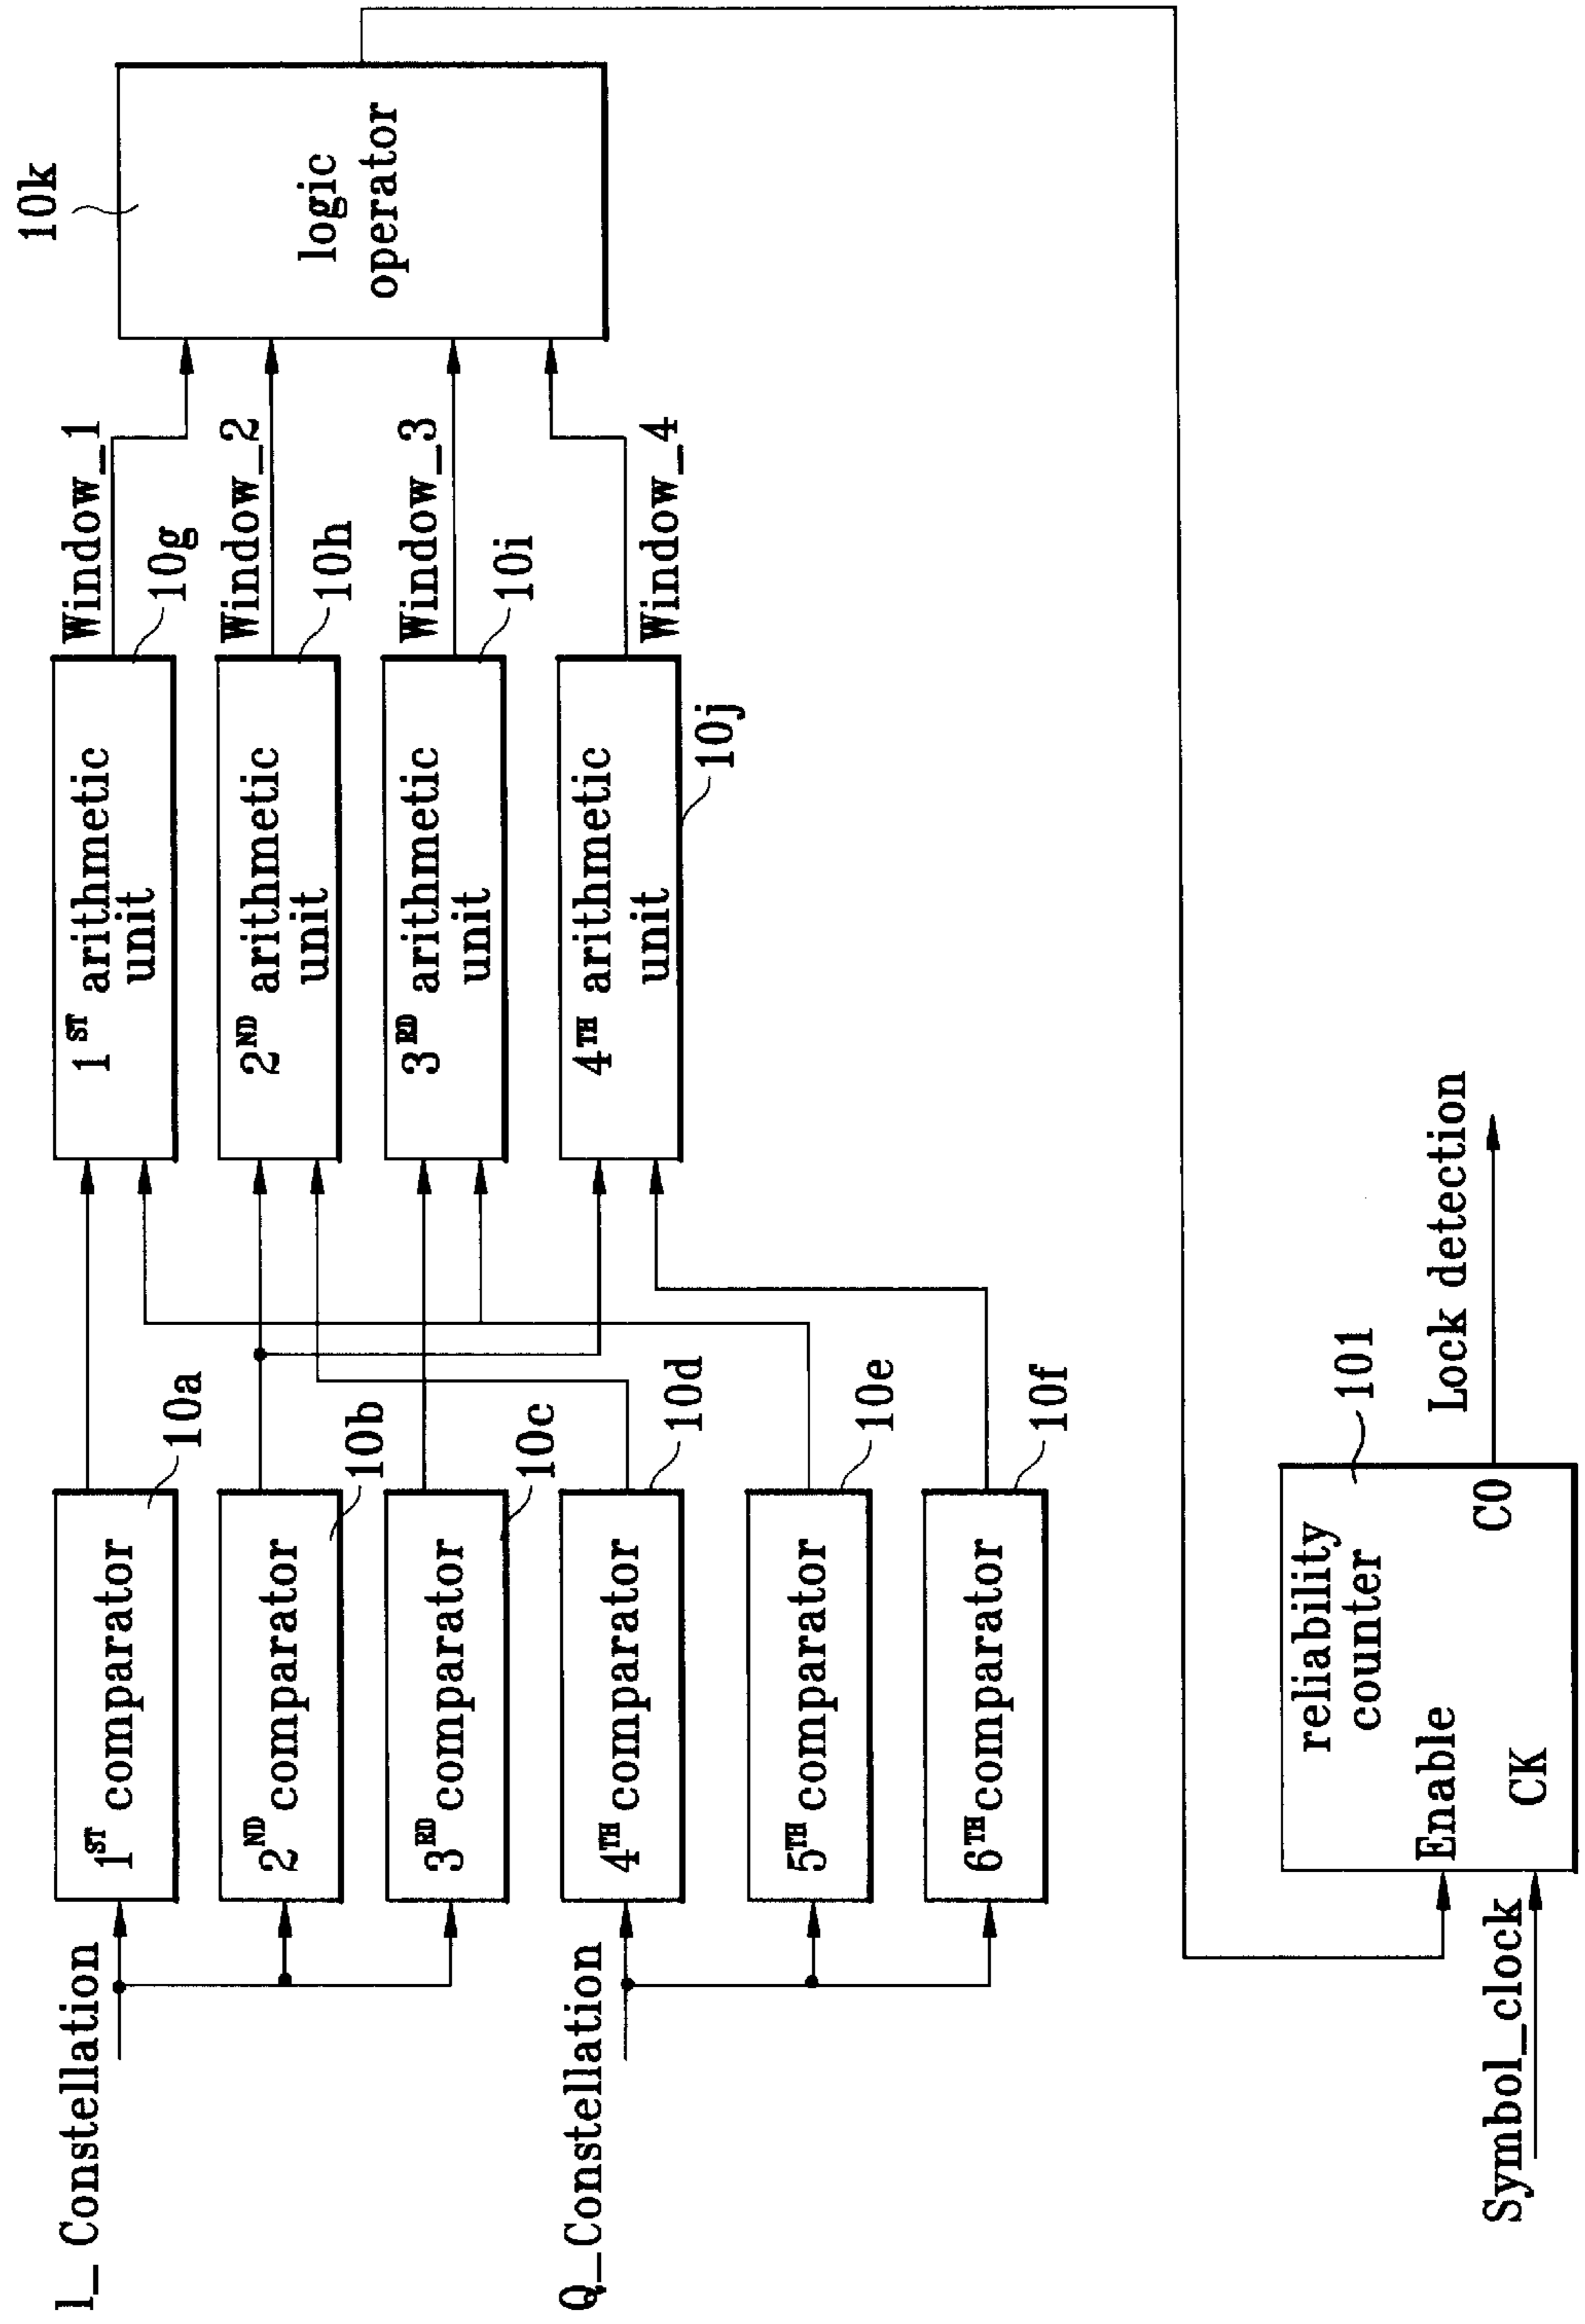 I_Constellation
1ST comparator
10a
2ND comparator
10b
3RD comparator
10c
Q_Constellation
4TH comparator
10d
5TH comparator
10e
6TH comparator
10f
1ST arithmetic
unit
10g
Window_1
2ND arithmetic
unit
10h
Window_2
3RD arithmetic
unit
10i
Window_3
4TH arithmetic
unit
10j
Window_4
logic
operator
10k
Symbol_clock
reliability
counter
Enable
CK
CO
101
Lock detection